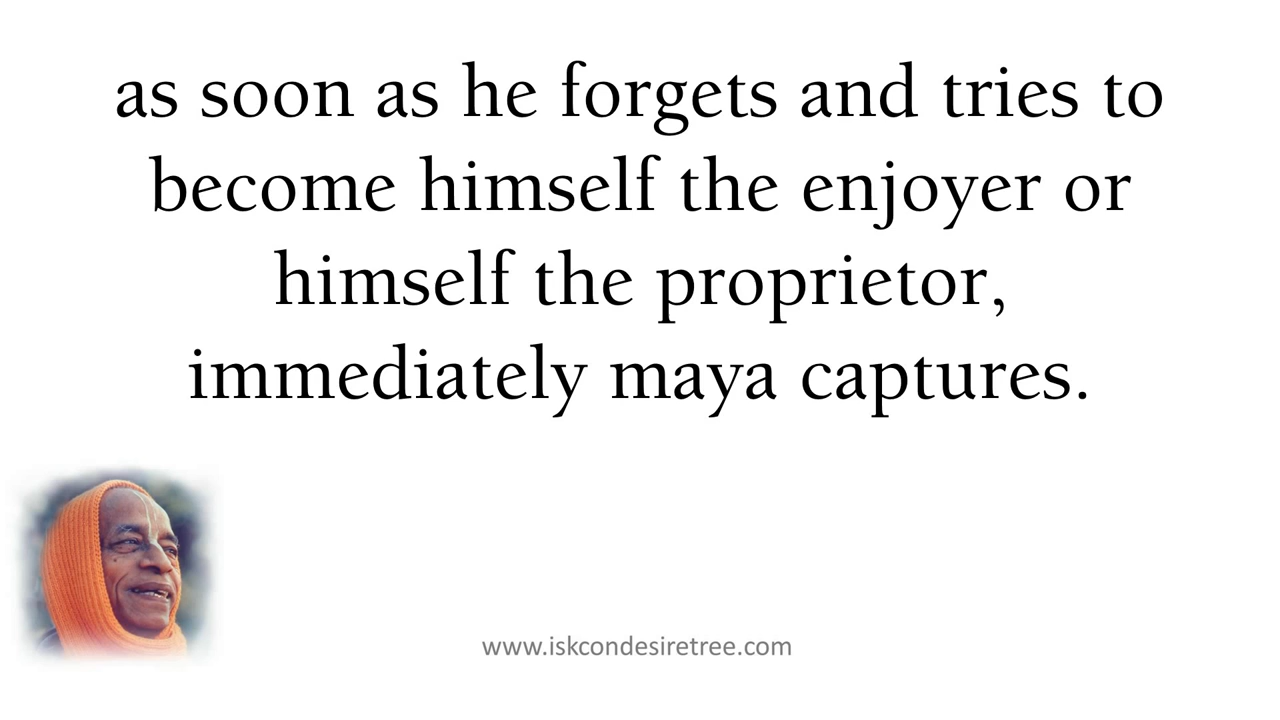 as soon as he forgets and tries to
become himself the enjoyer or
himself the proprietor,
immediately maya captures.
www.iskcondesiretree.com